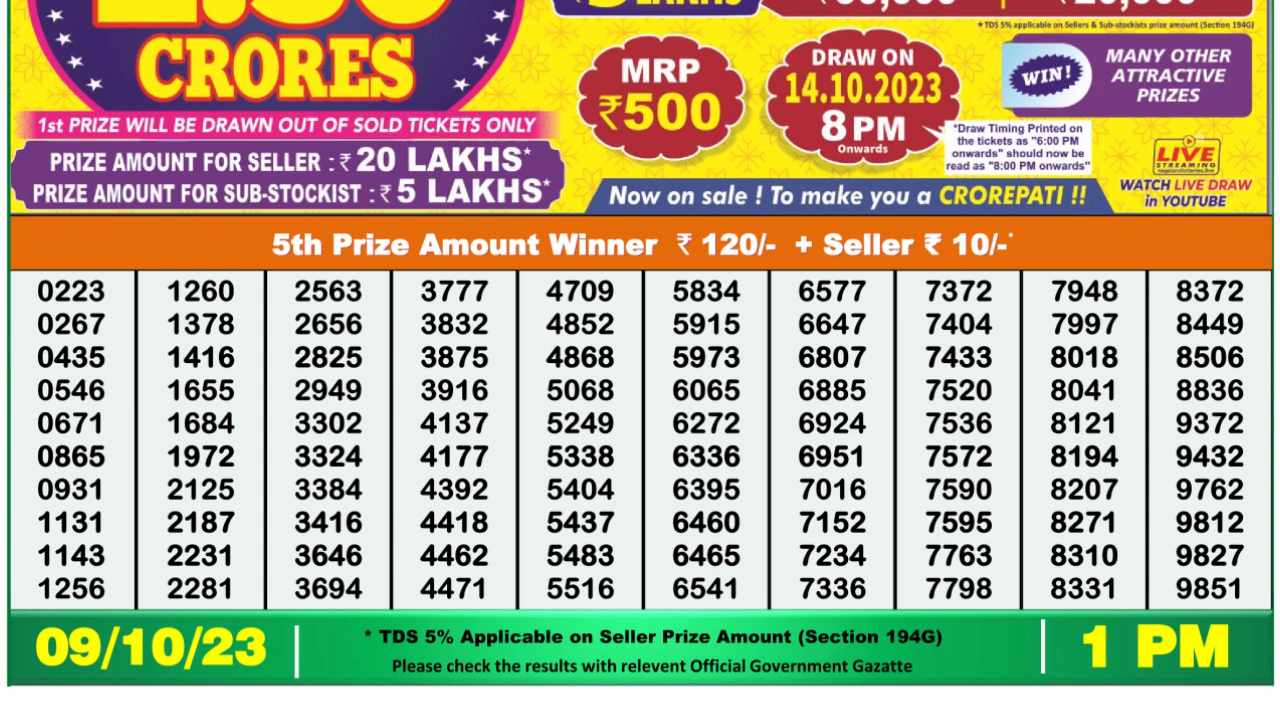 CRORES
1st PRIZE WILL BE DRAWN OUT OF SOLD TICKETS ONLY
PRIZE AMOUNT FOR SELLER : ₹ 20 LAKHS*
PRIZE AMOUNT FOR SUB-STOCKIST : ₹ 5 LAKHS*
* TDS 5% applicable on Sellers & Sub-stockists prize amount (Section 194G)
MRP
₹500
DRAW ON
14.10.2023
8 PM
Onwards
WIN!
MANY OTHER
ATTRACTIVE
PRIZES
*Draw Timing Printed on
the tickets as "6:00 PM
onwards" should now be
read as "8:00 PM onwards"
LIVE
STREAMING
WATCH LIVE DRAW
in YOUTUBE
Now on sale ! To make you a CROREPATI !!
5th Prize Amount Winner ₹ 120/- + Seller ₹ 10/-*
0223 1260 2563 3777 4709 5834 6577 7372 7948 8372
0267 1378 2656 3832 4852 5915 6647 7404 7997 8449
0435 1416 2825 3875 4868 5973 6807 7433 8018 8506
0546 1655 2949 3916 5068 6065 6885 7520 8041 8836
0671 1684 3302 4137 5249 6272 6924 7536 8121 9372
0865 1972 3324 4177 5338 6336 6951 7572 8194 9432
0931 2125 3384 4392 5404 6395 7016 7590 8207 9762
1131 2187 3416 4418 5437 6460 7152 7595 8271 9812
1143 2231 3646 4462 5483 6465 7234 7763 8310 9827
1256 2281 3694 4471 5516 6541 7336 7798 8331 9851
09/10/23
* TDS 5% Applicable on Seller Prize Amount (Section 194G)
Please check the results with relevent Official Government Gazatte
1 PM